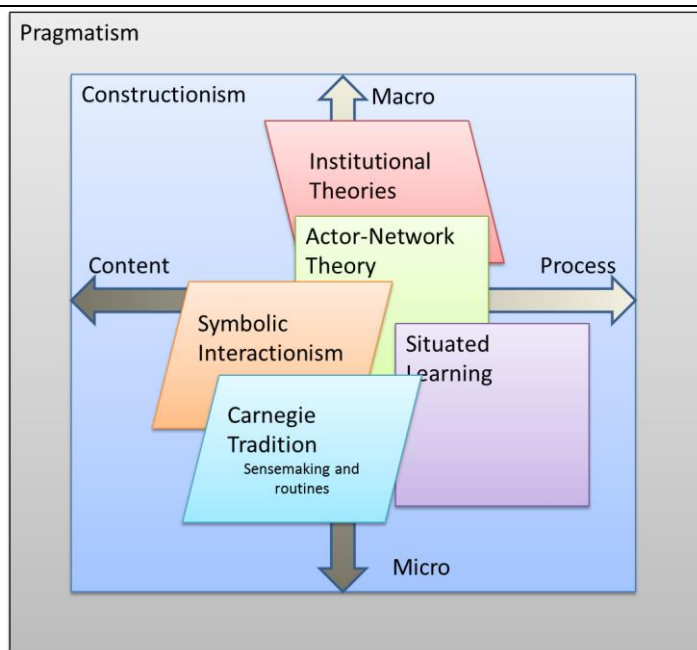 Pragmatism
Constructionism
Macro
Institutional
Theories
Actor-Network
Theory
Content
Process
Symbolic
Interactionism
Situated
Learning
Carnegie
Tradition
Sensemaking and
routines
Micro